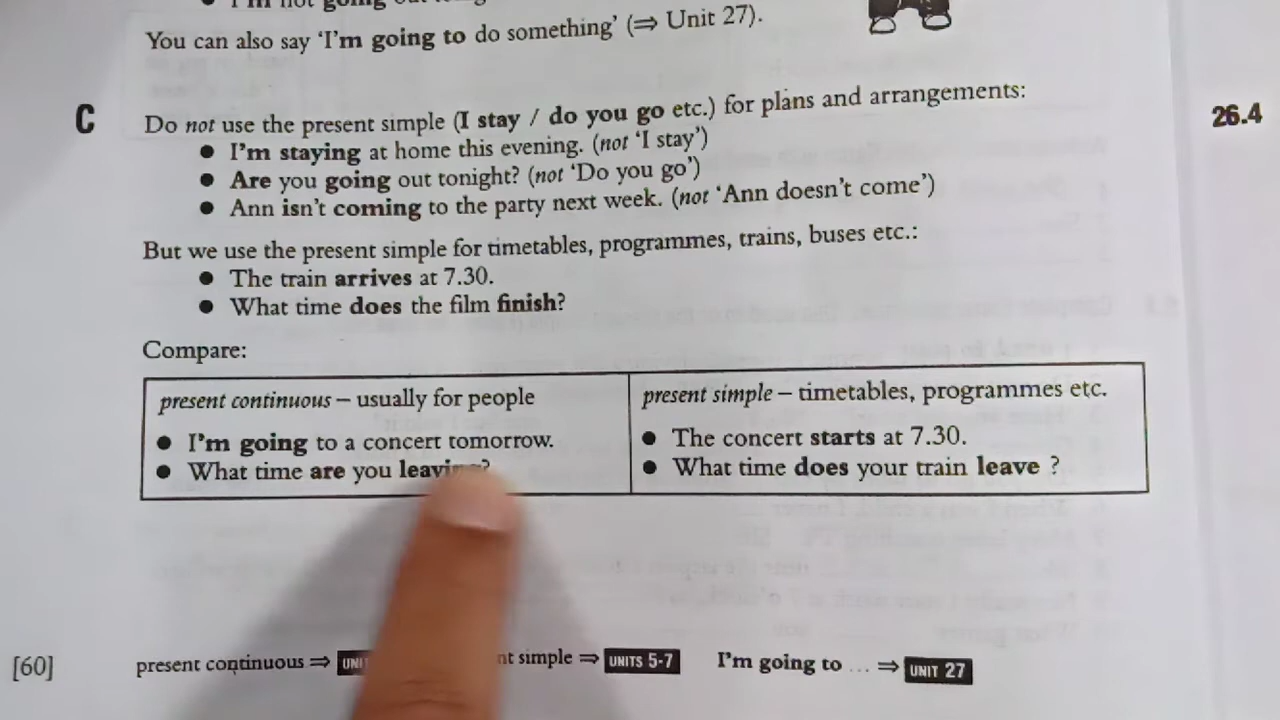 You can also say ‘I'm going to do something’ (⇒ Unit 27).
C
Do not use the present simple (I stay / do you go etc.) for plans and arrangements:
● I'm staying at home this evening. (not ‘I stay’)
● Are you going out tonight? (not ‘Do you go’)
● Ann isn't coming to the party next week. (not ‘Ann doesn't come’)
But we use the present simple for timetables, programmes, trains, buses etc.:
● The train arrives at 7.30.
● What time does the film finish?
Compare:
present continuous – usually for people
● I'm going to a concert tomorrow.
● What time are you leaving?
present simple – timetables, programmes etc.
● The concert starts at 7.30.
● What time does your train leave ?
26.4
[60]
present continuous ⇒ simple ⇒ UNITS 5-7 I'm going to ... ⇒ UNIT 27